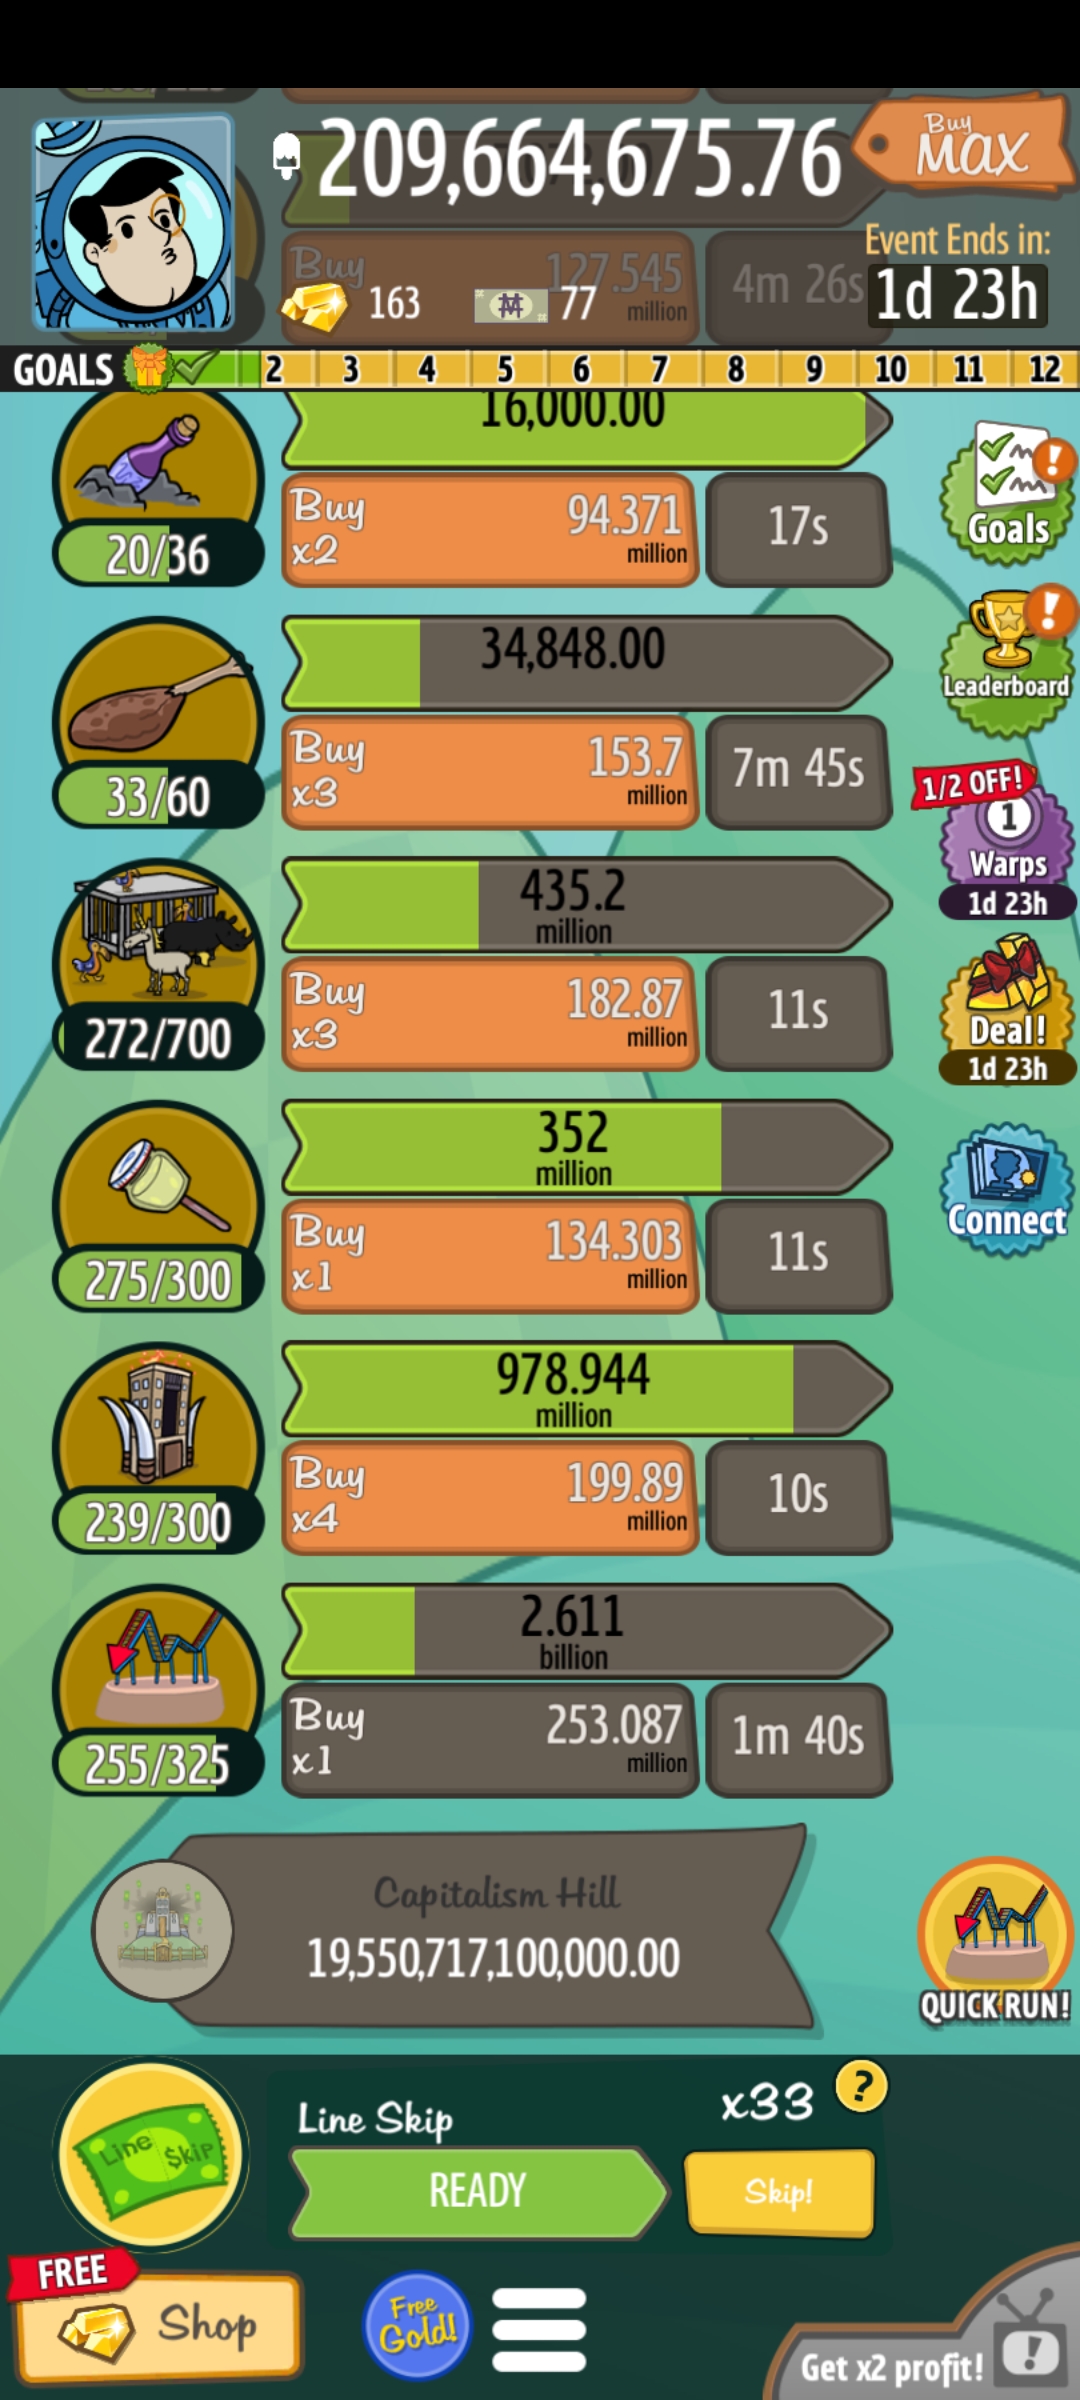 209,664,675.76
Buy
MAX
Event Ends in:
1d 23h
Buy
127.545
million
4m 26s
163
77
GOALS 2 3 4 5 6 7 8 9 10 11 12
16,000.00
20/36
Buy
x2
94.371
million
17s
Goals
34,848.00
33/60
Buy
x3
153.7
million
7m 45s
Leaderboard
1/2 OFF!
1
Warps
1d 23h
435.2
million
272/700
Buy
x3
182.87
million
11s
Deal!
1d 23h
352
million
275/300
Buy
x1
134.303
million
11s
Connect
978.944
million
239/300
Buy
x4
199.89
million
10s
2.611
billion
255/325
Buy
x1
253.087
million
1m 40s
Capitalism Hill
19,550,717,100,000.00
QUICK RUN!
Line $kip
Line Skip
x33
?
READY
Skip!
FREE
Shop
Free
Gold!
Get x2 profit!